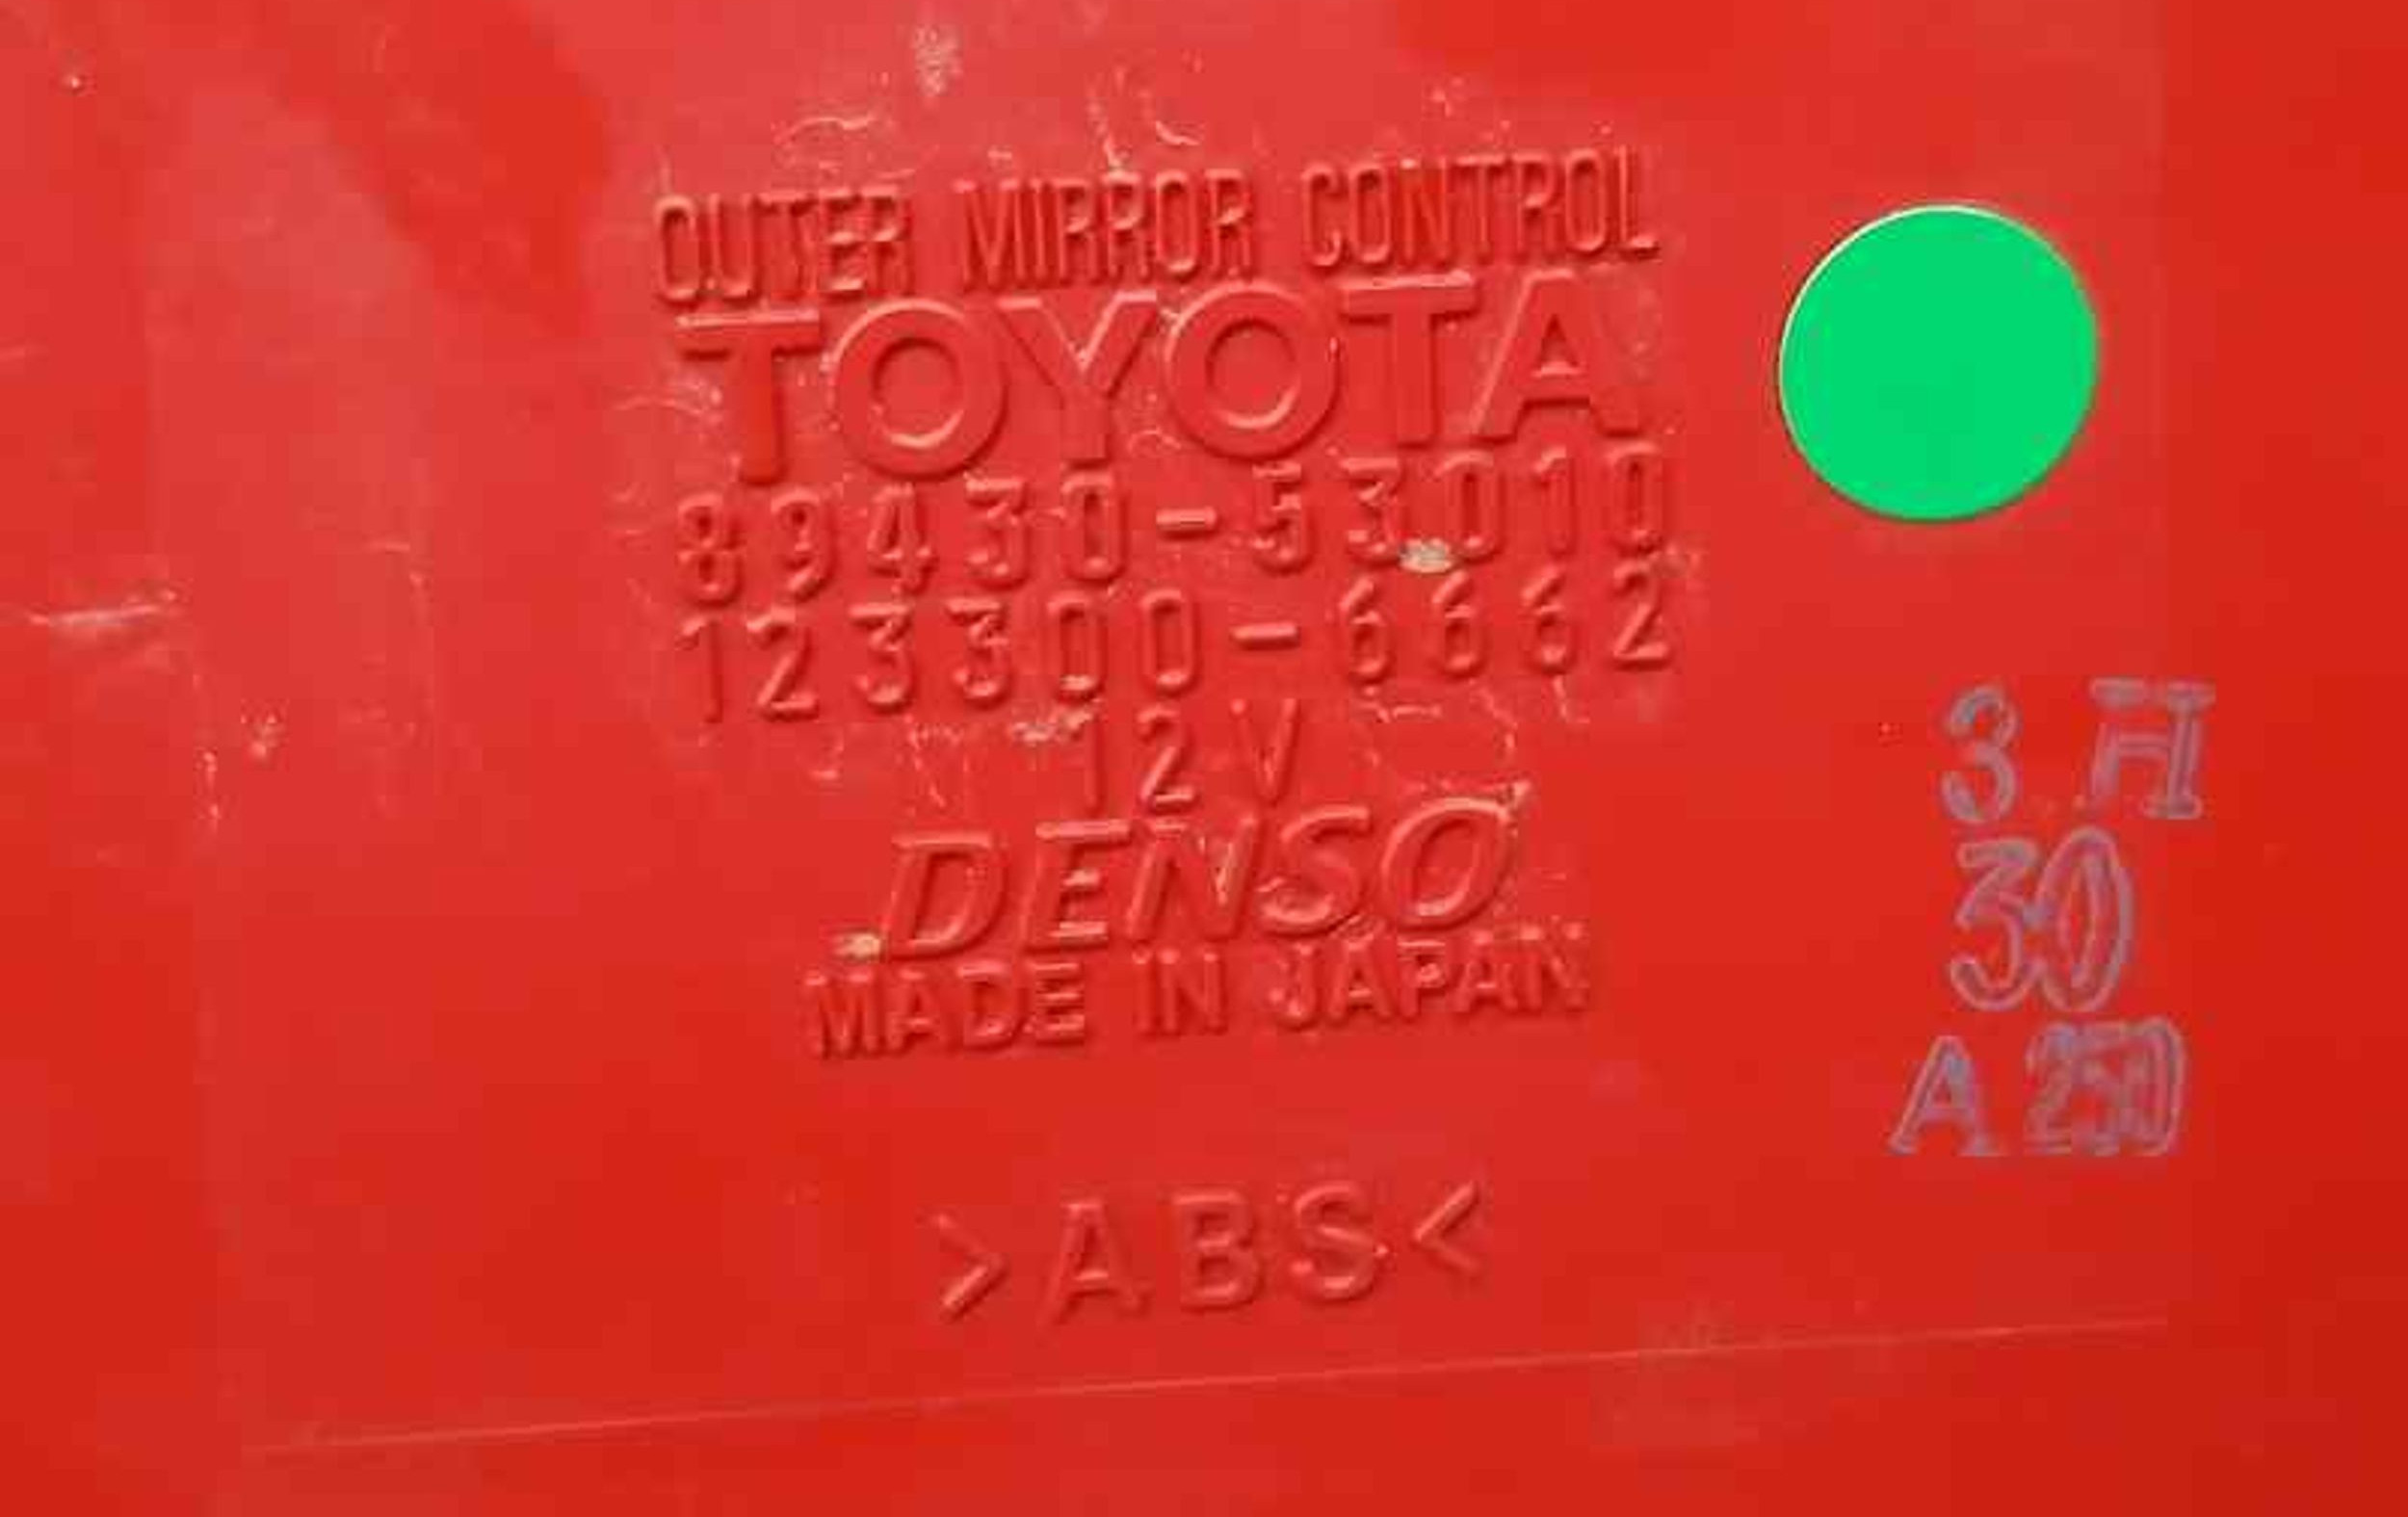 OUTER MIRROR CONTROL
TOYOTA
89430-53010
123300-6662
12V
DENSO
MADE IN JAPAN
>ABS<
3 H
30
A 250